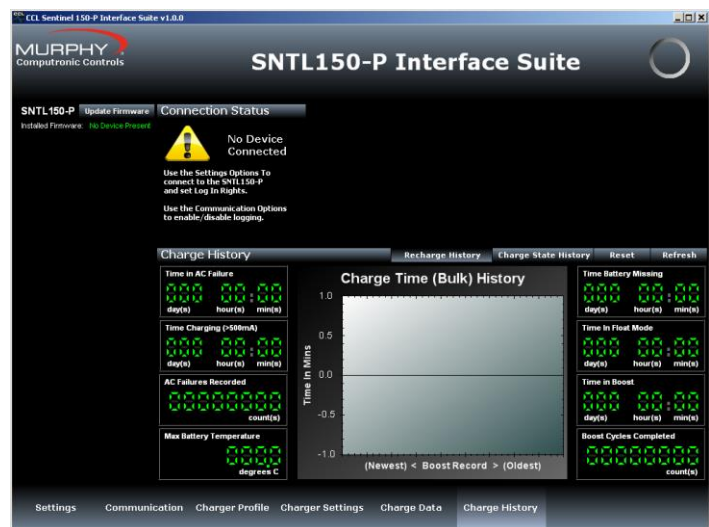 CCL Sentinel 150-P Interface Suite v1.0.0
MURPHY
Computronic Controls
SNTL150-P Interface Suite
SNTL150-P Update Firmware
Installed Firmware: No Device Present
Connection Status
No Device
Connected
Use the Settings Options To
connect to the SNTL150-P
and set Log In Rights.
Use the Communication Options
to enable/disable logging.
Charge History
Recharge History Charge State History Reset Refresh
Time in AC Failure
000 00:00
day(s) hour(s) min(s)
Time Charging (>500mA)
000 00:00
day(s) hour(s) min(s)
AC Failures Recorded
00000000
count(s)
Max Battery Temperature
degrees C
Charge Time (Bulk) History
1.0
0.5
0.0
-0.5
-1.0
Time In Mins
(Newest) < Boost Record > (Oldest)
Time Battery Missing
000 00:00
day(s) hour(s) min(s)
Time In Float Mode
000 00:00
day(s) hour(s) min(s)
Time in Boost
000 00:00
day(s) hour(s) min(s)
Boost Cycles Completed
00000000
count(s)
Settings Communication Charger Profile Charger Settings Charge Data Charge History